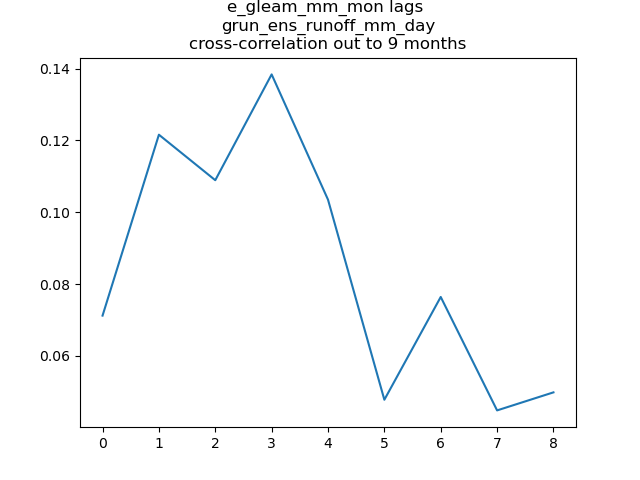 e_gleam_mm_mon lags
grun_ens_runoff_mm_day
cross-correlation out to 9 months
0.14
0.12
0.10
0.08
0.06
0 1 2 3 4 5 6 7 8